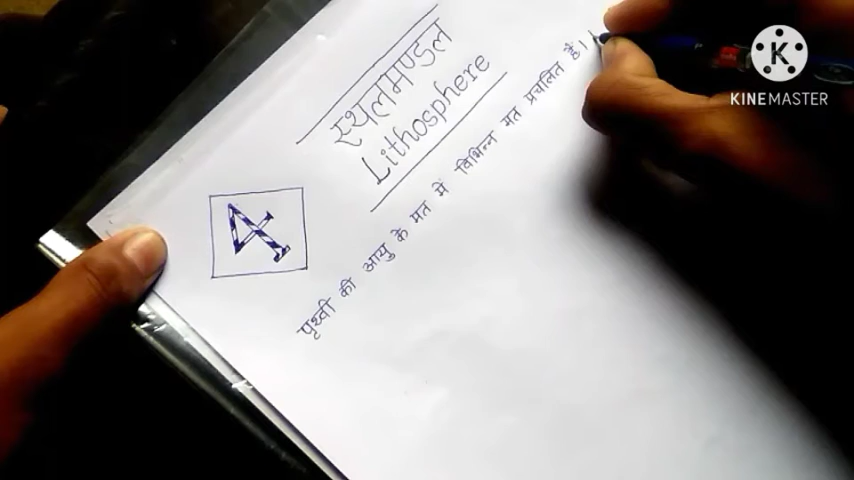 स्थलमण्डल
Lithosphere
4
पृथ्वी की आयु के मत में विभिन्न मत प्रचलित हैं।
K
KINEMASTER